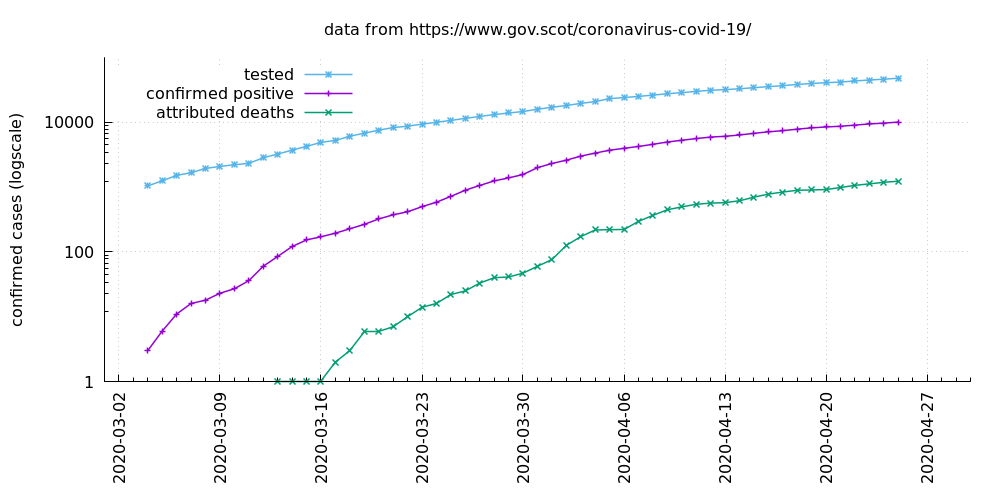 data from https://www.gov.scot/coronavirus-covid-19/
tested
confirmed positive
attributed deaths
confirmed cases (logscale)
10000
100
1
2020-03-02
2020-03-09
2020-03-16
2020-03-23
2020-03-30
2020-04-06
2020-04-13
2020-04-20
2020-04-27